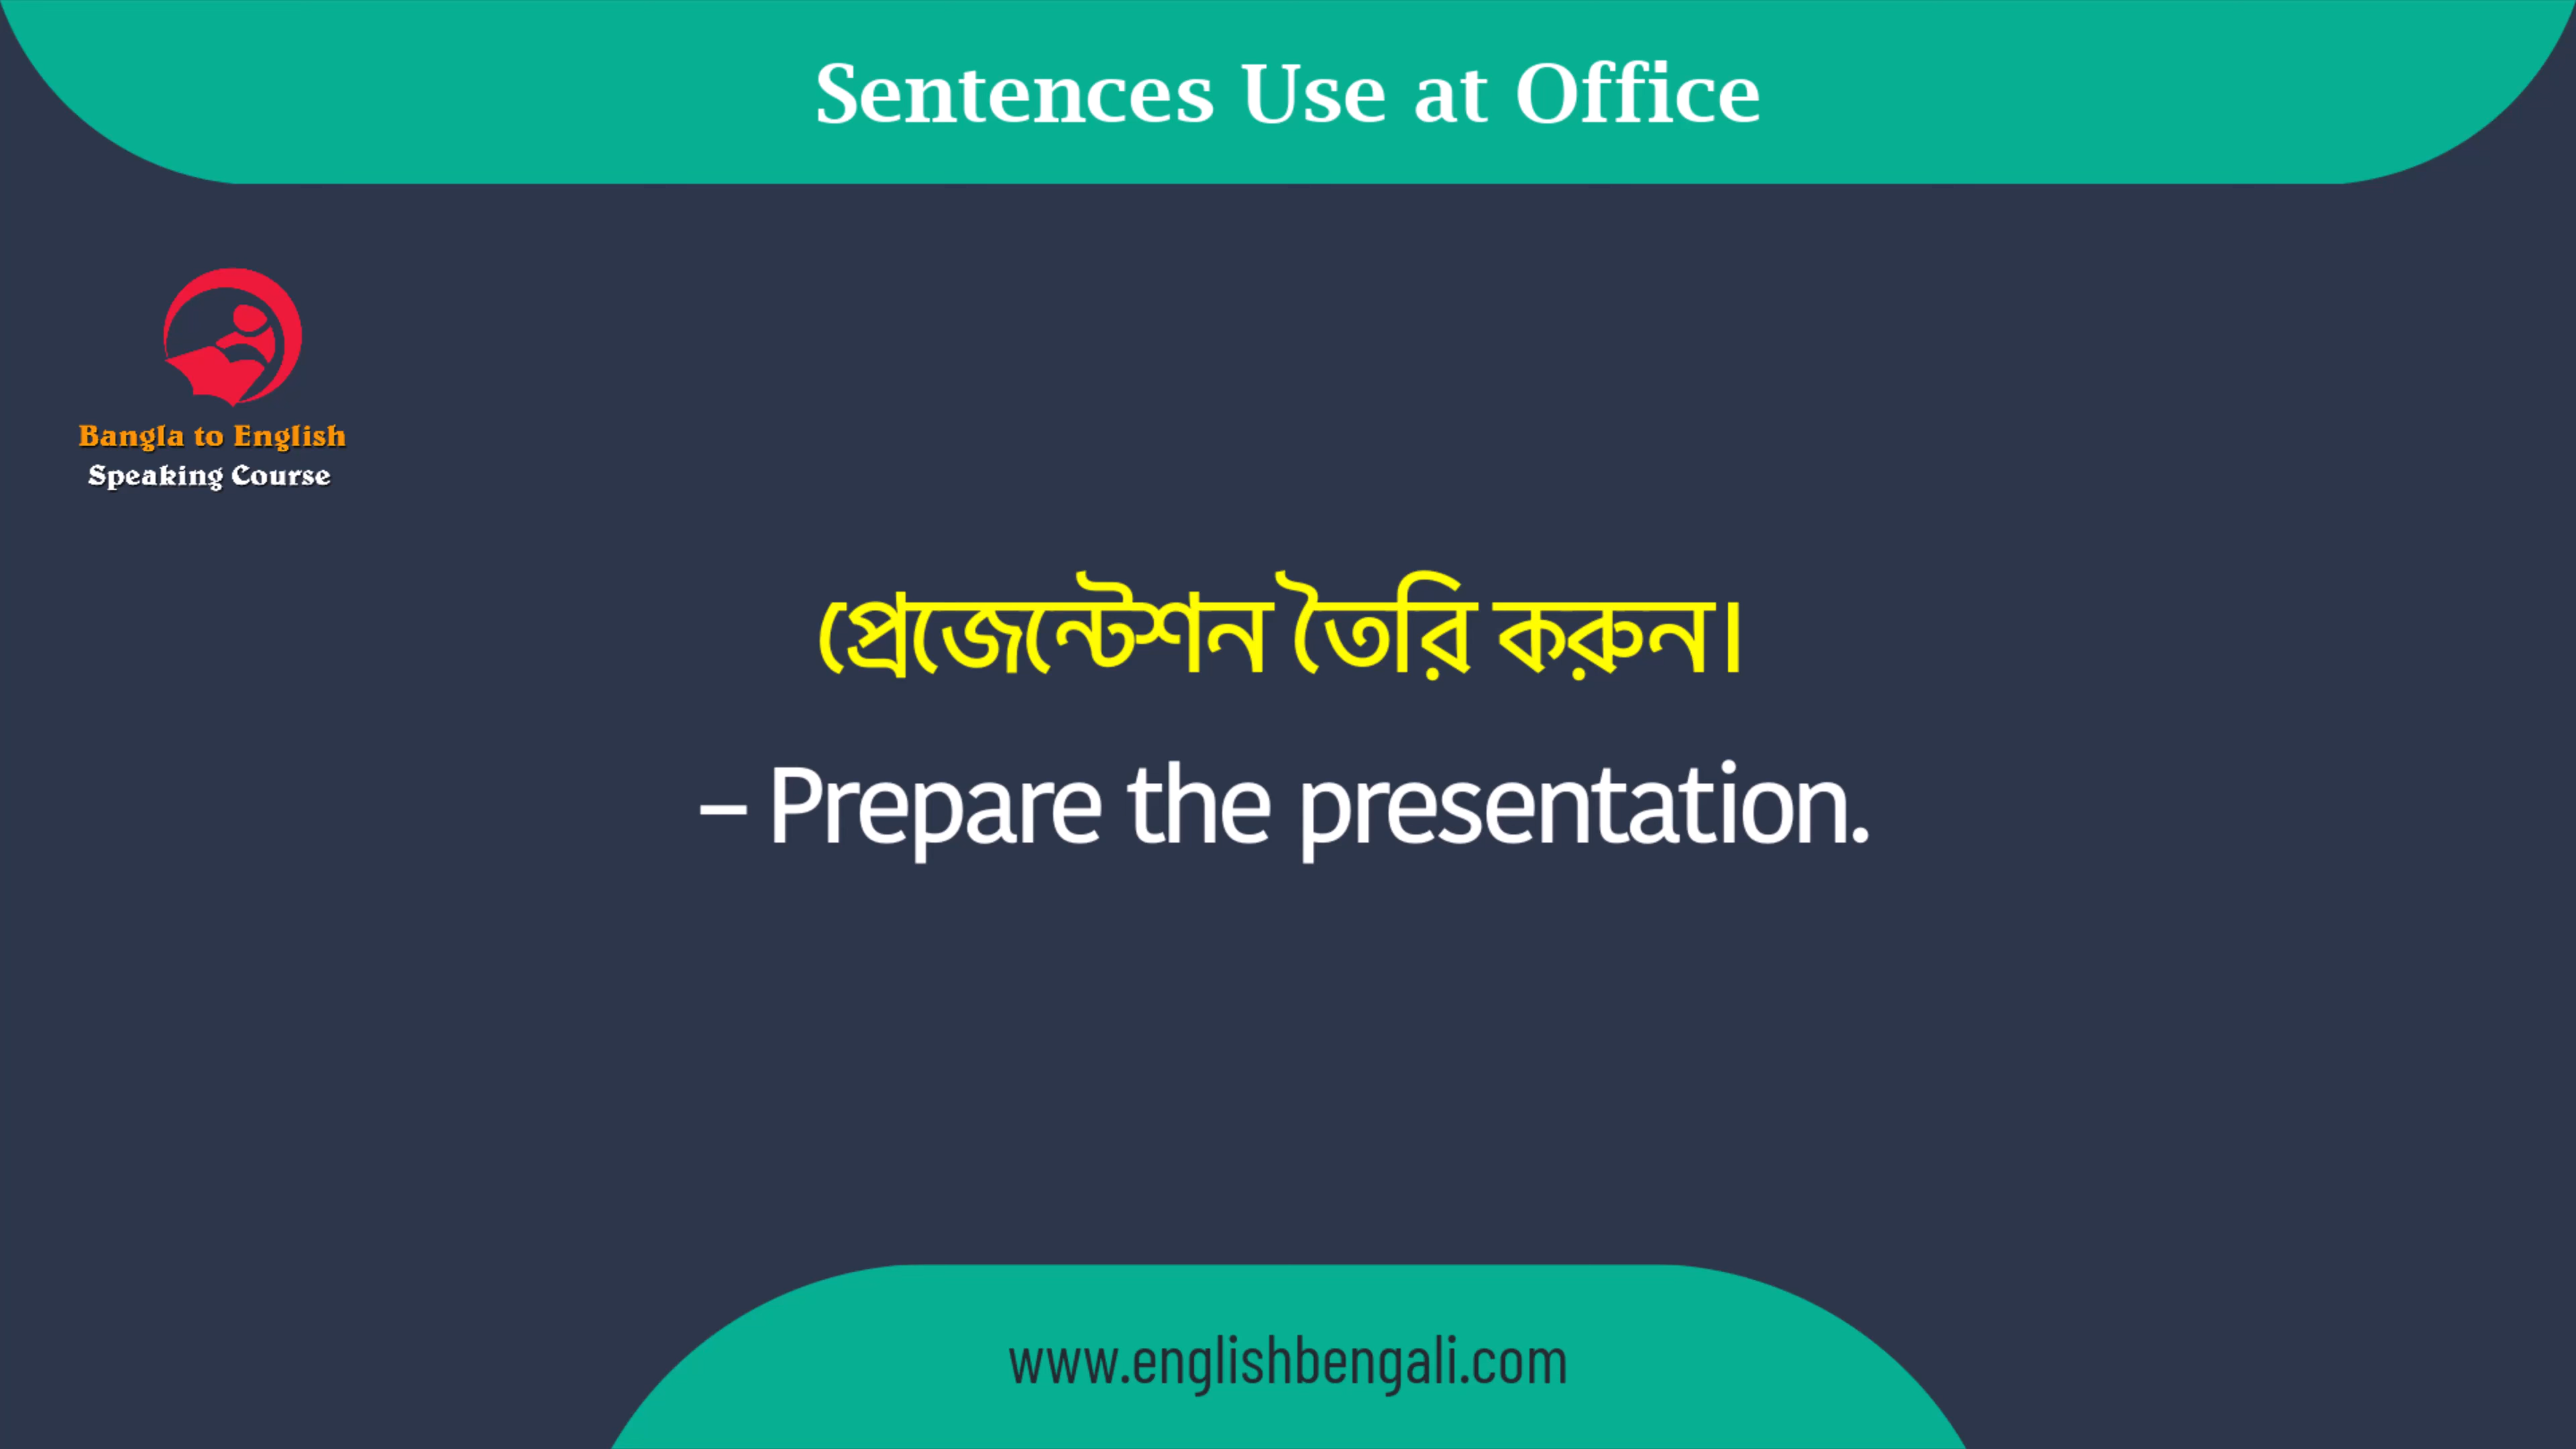 Sentences Use at Office
Bangla to English
Speaking Course
প্রেজেন্টেশন তৈরি করুন।
– Prepare the presentation.
www.englishbengali.com